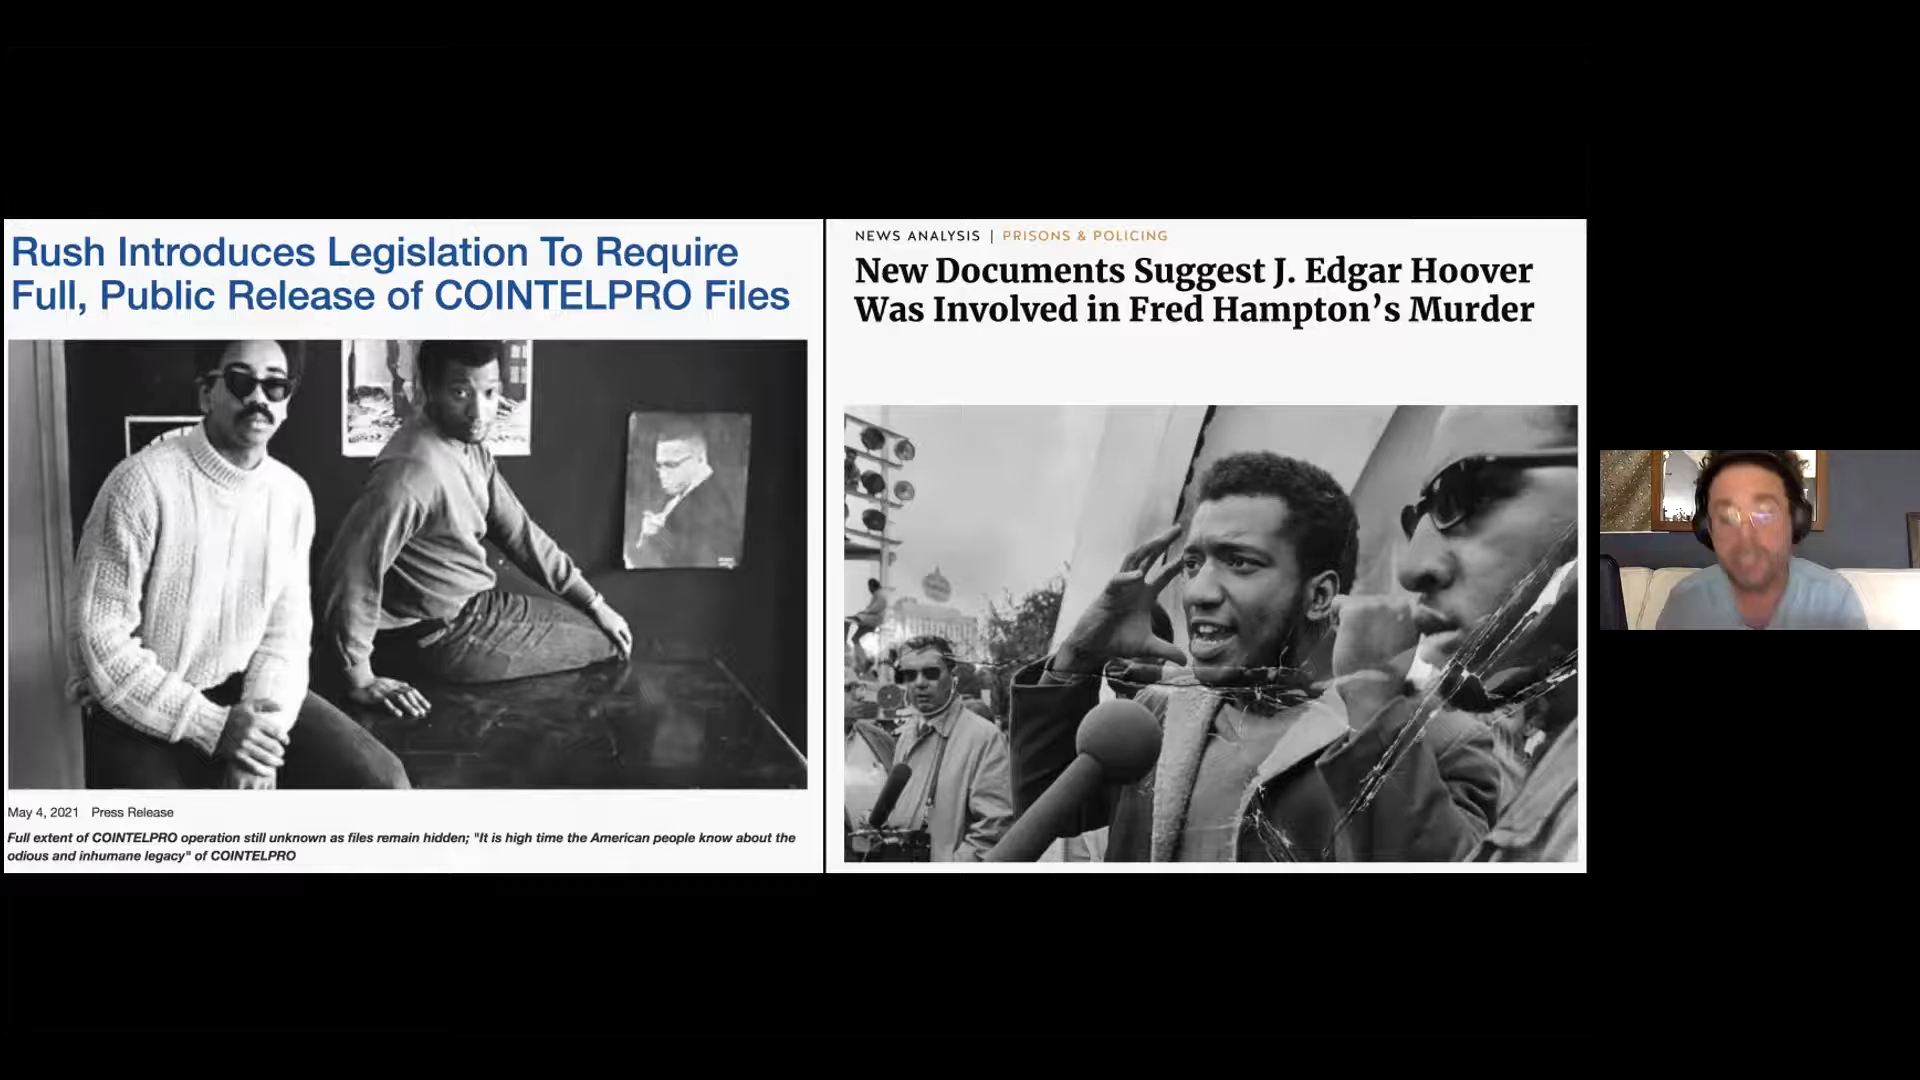 Rush Introduces Legislation To Require
Full, Public Release of COINTELPRO Files
May 4, 2021 Press Release
Full extent of COINTELPRO operation still unknown as files remain hidden; "It is high time the American people know about the
odious and inhumane legacy" of COINTELPRO
NEWS ANALYSIS | PRISONS & POLICING
New Documents Suggest J. Edgar Hoover
Was Involved in Fred Hampton’s Murder